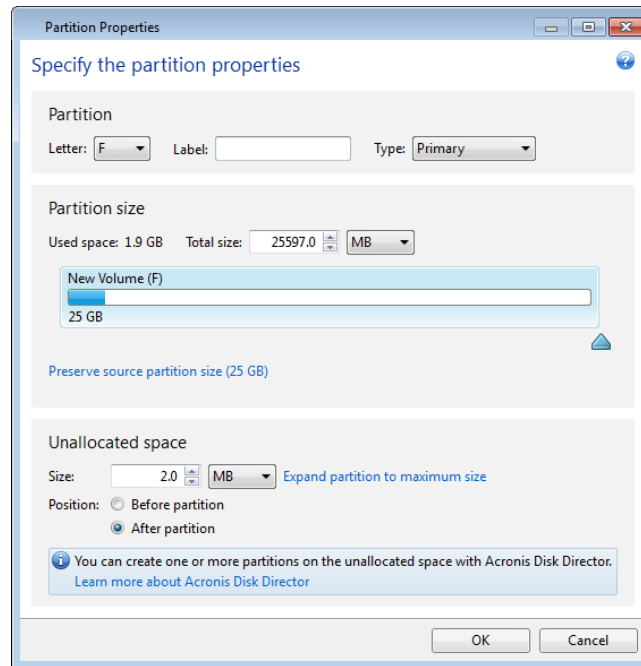 Partition Properties
Specify the partition properties
Partition
Letter: F Label: Type: Primary
Partition size
Used space: 1.9 GB Total size: 25597.0 MB
New Volume (F)
25 GB
Preserve source partition size (25 GB)
Unallocated space
Size: 2.0 MB Expand partition to maximum size
Position: Before partition
After partition
You can create one or more partitions on the unallocated space with Acronis Disk Director.
Learn more about Acronis Disk Director
OK Cancel